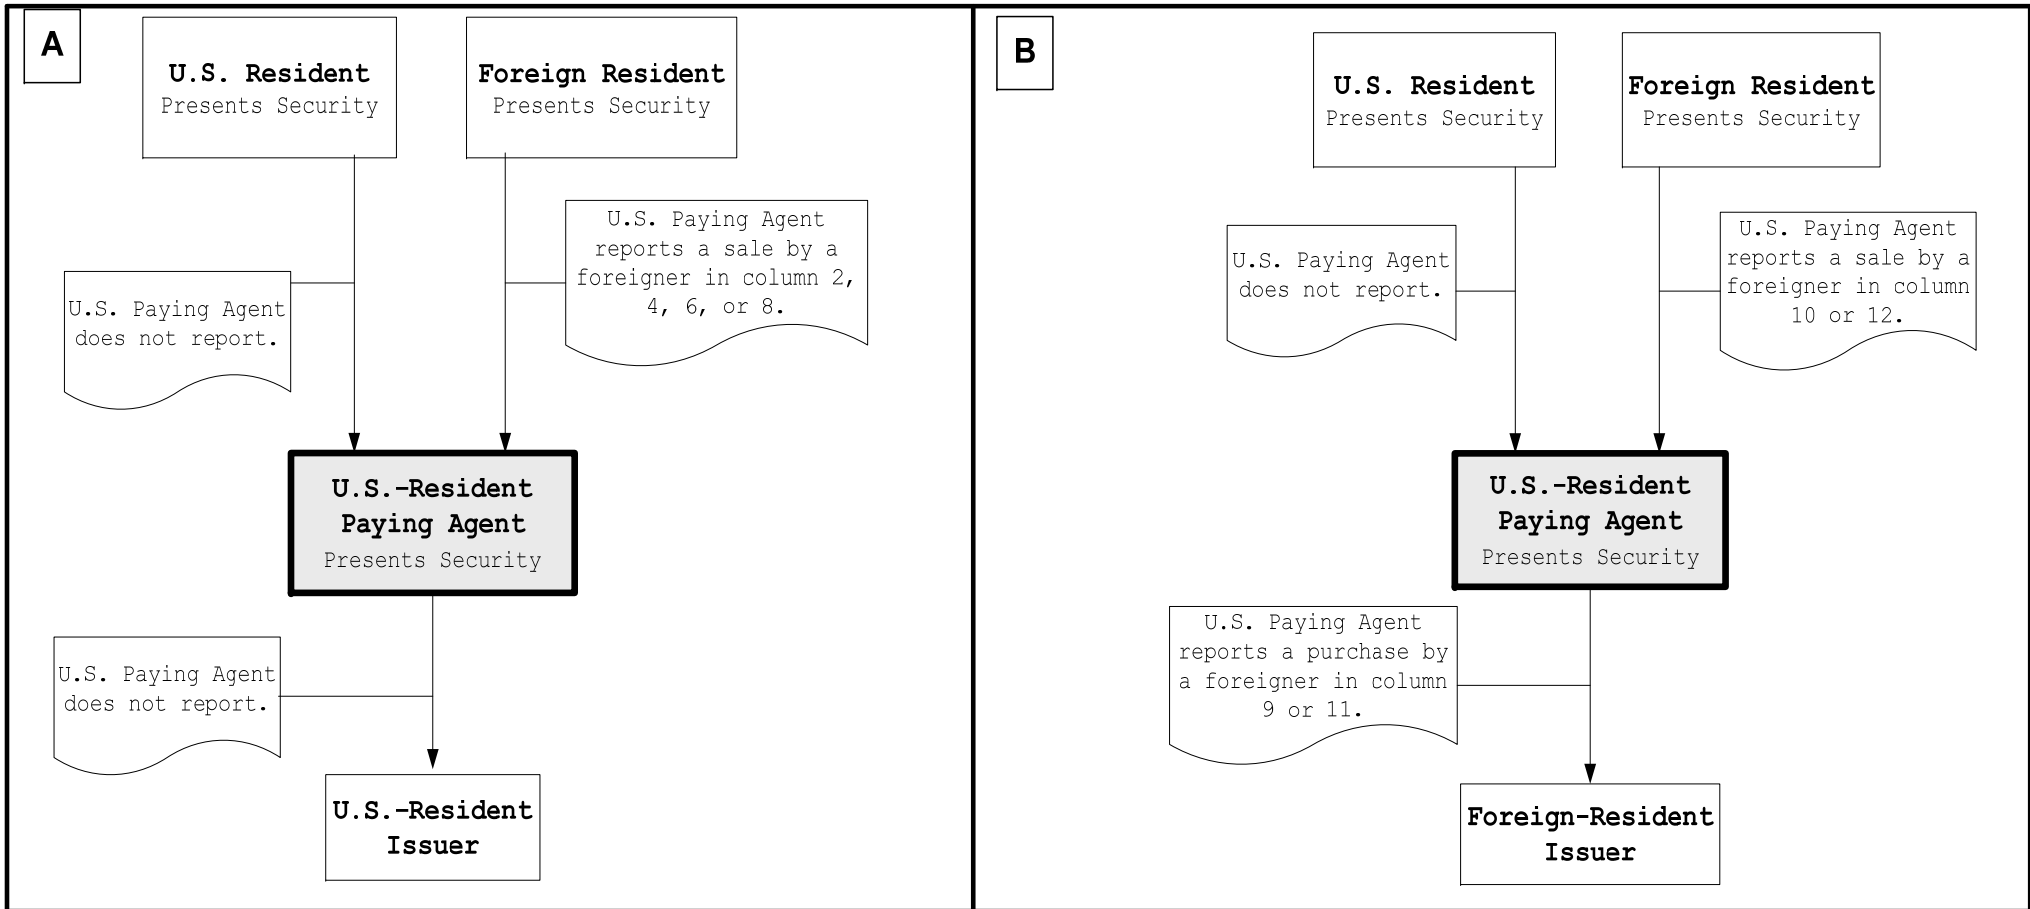 A
U.S. Resident
Presents Security
Foreign Resident
Presents Security
U.S. Paying Agent
reports a sale by a
foreigner in column 2,
4, 6, or 8.
U.S. Paying Agent
does not report.
U.S.-Resident
Paying Agent
Presents Security
U.S. Paying Agent
does not report.
U.S.-Resident
Issuer
B
U.S. Resident
Presents Security
Foreign Resident
Presents Security
U.S. Paying Agent
does not report.
U.S. Paying Agent
reports a sale by a
foreigner in column
10 or 12.
U.S.-Resident
Paying Agent
Presents Security
U.S. Paying Agent
reports a purchase by
a foreigner in column
9 or 11.
Foreign-Resident
Issuer